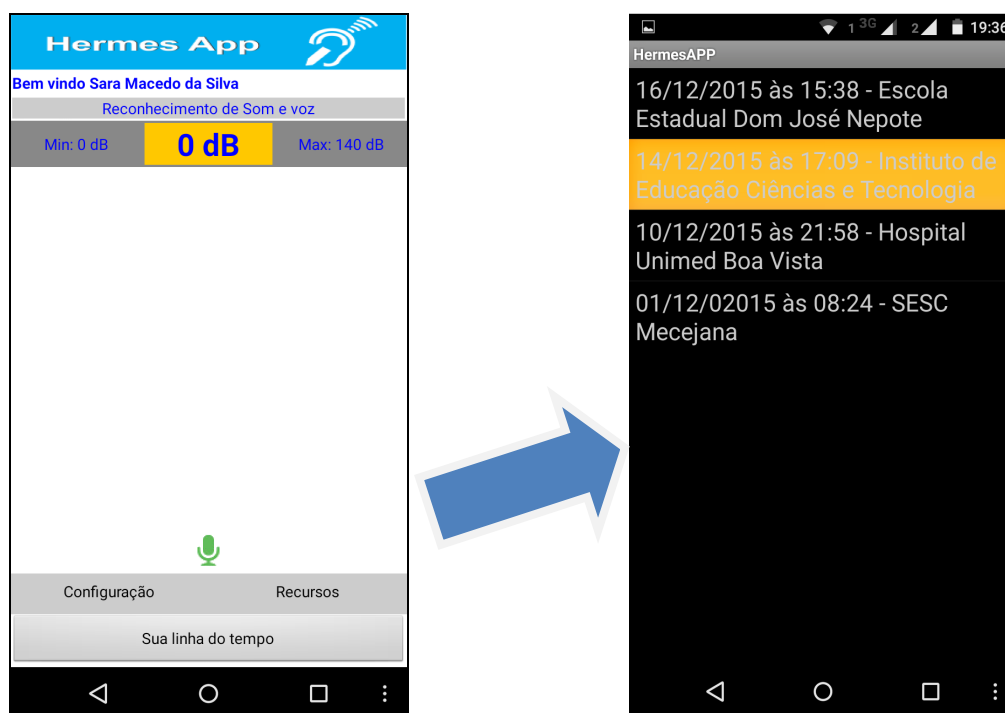 Hermes App
Bem vindo Sara Macedo da Silva
Reconhecimento de Som e voz
Min: 0 dB
0 dB
Max: 140 dB
Configuração
Recursos
Sua linha do tempo
1 3G 2 19:36
HermesAPP
16/12/2015 às 15:38 - Escola
Estadual Dom José Nepote
14/12/2015 às 17:09 - Instituto de
Educação Ciências e Tecnologia
10/12/2015 às 21:58 - Hospital
Unimed Boa Vista
01/12/02015 às 08:24 - SESC
Mecejana